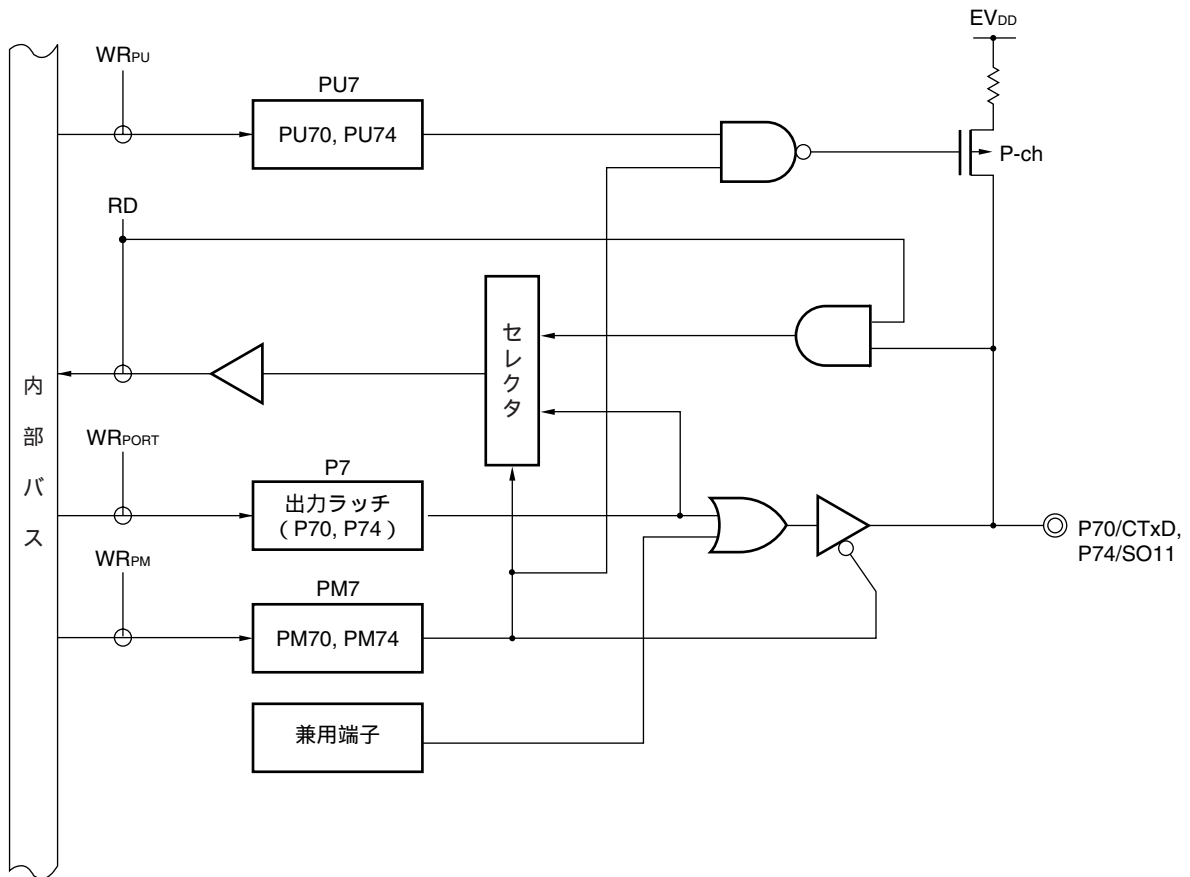 EVDD
WRPU
PU7
PU70, PU74
P-ch
RD
セレクタ
内部バス
WRPORT
P7
出力ラッチ
( P70, P74 )
P70/CTxD,
P74/SO11
WRPM
PM7
PM70, PM74
兼用端子